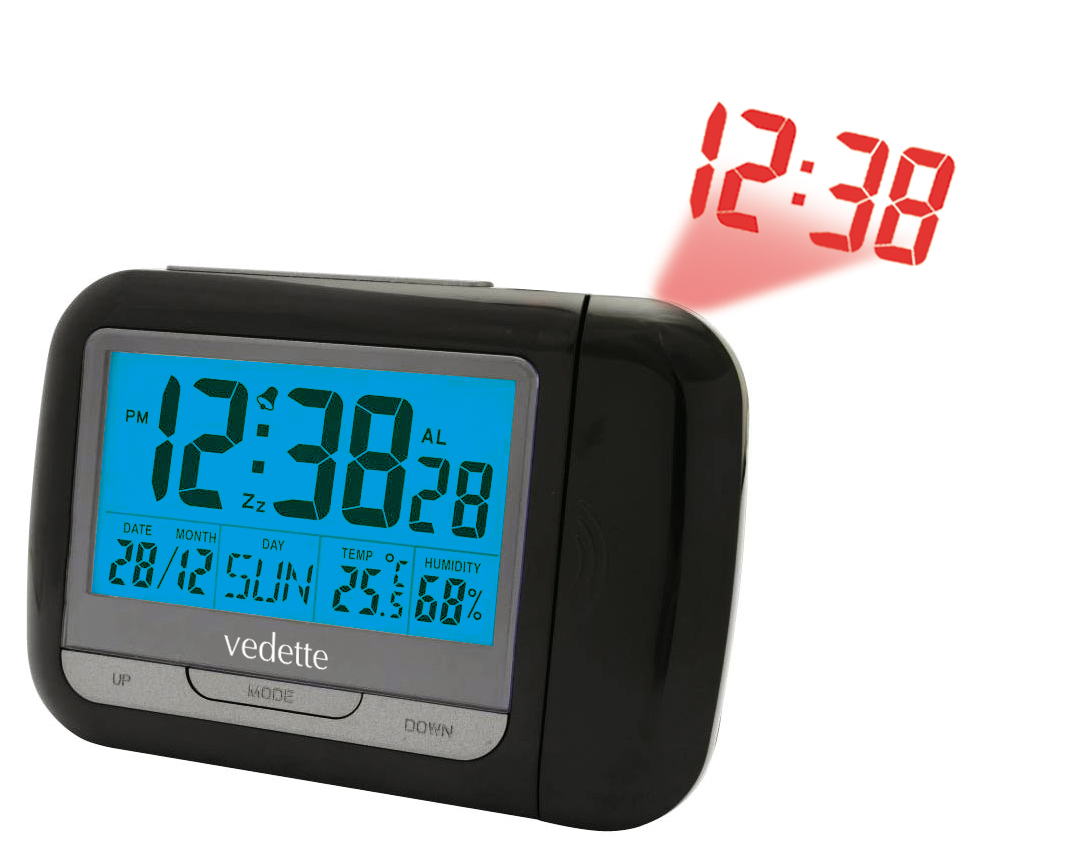 12:38
PM 12:38 AL
Zz 28
DATE MONTH DAY TEMP °C HUMIDITY
28/12 SUN 25.5 68%
vedette
UP MODE DOWN